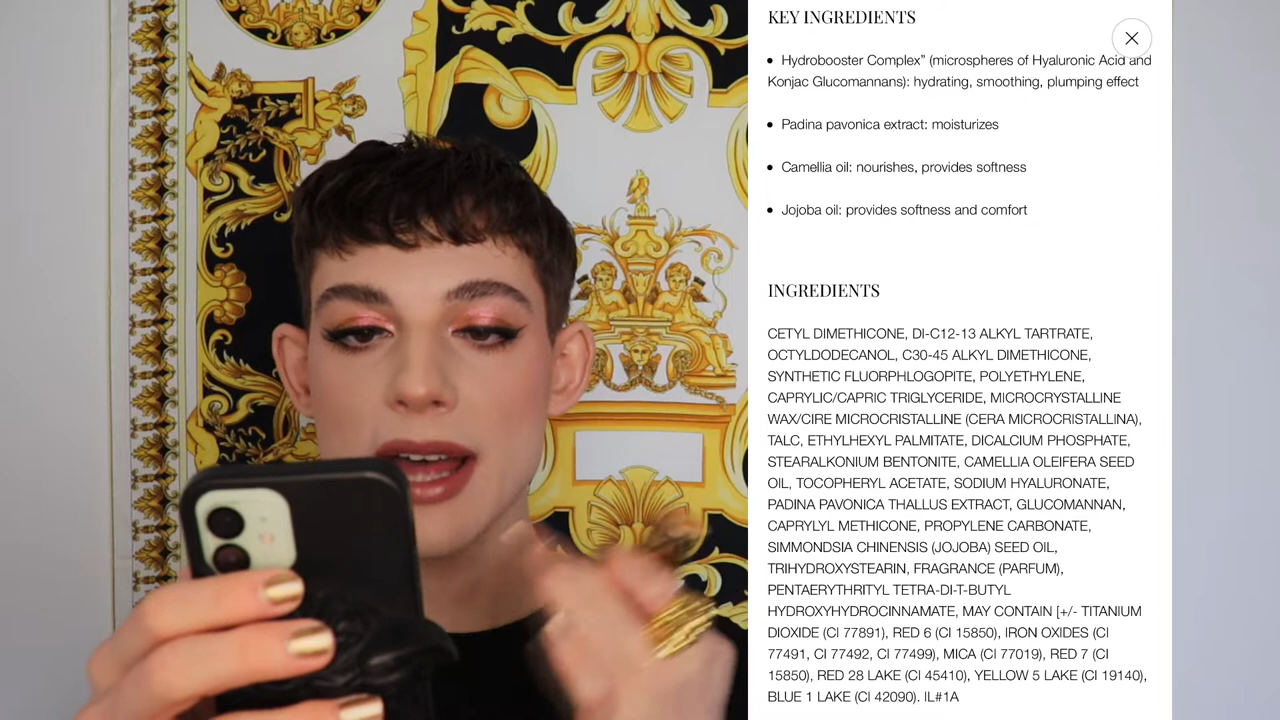 KEY INGREDIENTS
• Hydrobooster Complex” (microspheres of Hyaluronic Acid and
Konjac Glucomannans): hydrating, smoothing, plumping effect
• Padina pavonica extract: moisturizes
• Camellia oil: nourishes, provides softness
• Jojoba oil: provides softness and comfort
INGREDIENTS
CETYL DIMETHICONE, DI-C12-13 ALKYL TARTRATE,
OCTYLDODECANOL, C30-45 ALKYL DIMETHICONE,
SYNTHETIC FLUORPHLOGOPITE, POLYETHYLENE,
CAPRYLIC/CAPRIC TRIGLYCERIDE, MICROCRYSTALLINE
WAX/CIRE MICROCRISTALLINE (CERA MICROCRISTALLINA),
TALC, ETHYLHEXYL PALMITATE, DICALCIUM PHOSPHATE,
STEARALKONIUM BENTONITE, CAMELLIA OLEIFERA SEED
OIL, TOCOPHERYL ACETATE, SODIUM HYALURONATE,
PADINA PAVONICA THALLUS EXTRACT, GLUCOMANNAN,
CAPRYLYL METHICONE, PROPYLENE CARBONATE,
SIMMONDSIA CHINENSIS (JOJOBA) SEED OIL,
TRIHYDROXYSTEARIN, FRAGRANCE (PARFUM),
PENTAERYTHRITYL TETRA-DI-T-BUTYL
HYDROXYHYDROCINNAMATE, MAY CONTAIN [+/- TITANIUM
DIOXIDE (CI 77891), RED 6 (CI 15850), IRON OXIDES (CI
77491, CI 77492, CI 77499), MICA (CI 77019), RED 7 (CI
15850), RED 28 LAKE (CI 45410), YELLOW 5 LAKE (CI 19140),
BLUE 1 LAKE (CI 42090). IL#1A